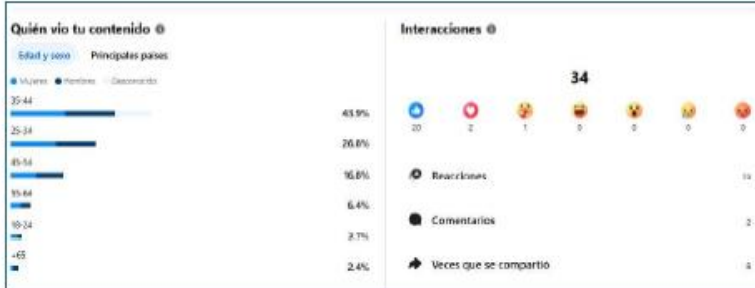 Quién vio tu contenido
Edad y sexo Principales países
Mujeres Hombres Desconocido
35-44
43.9%
25-34
26.8%
45-54
16.8%
55-64
6.4%
18-24
3.7%
+65
2.4%
Interacciones
34
20 2 1 0 0 0 0
Reacciones
Comentarios 2
Veces que se compartió